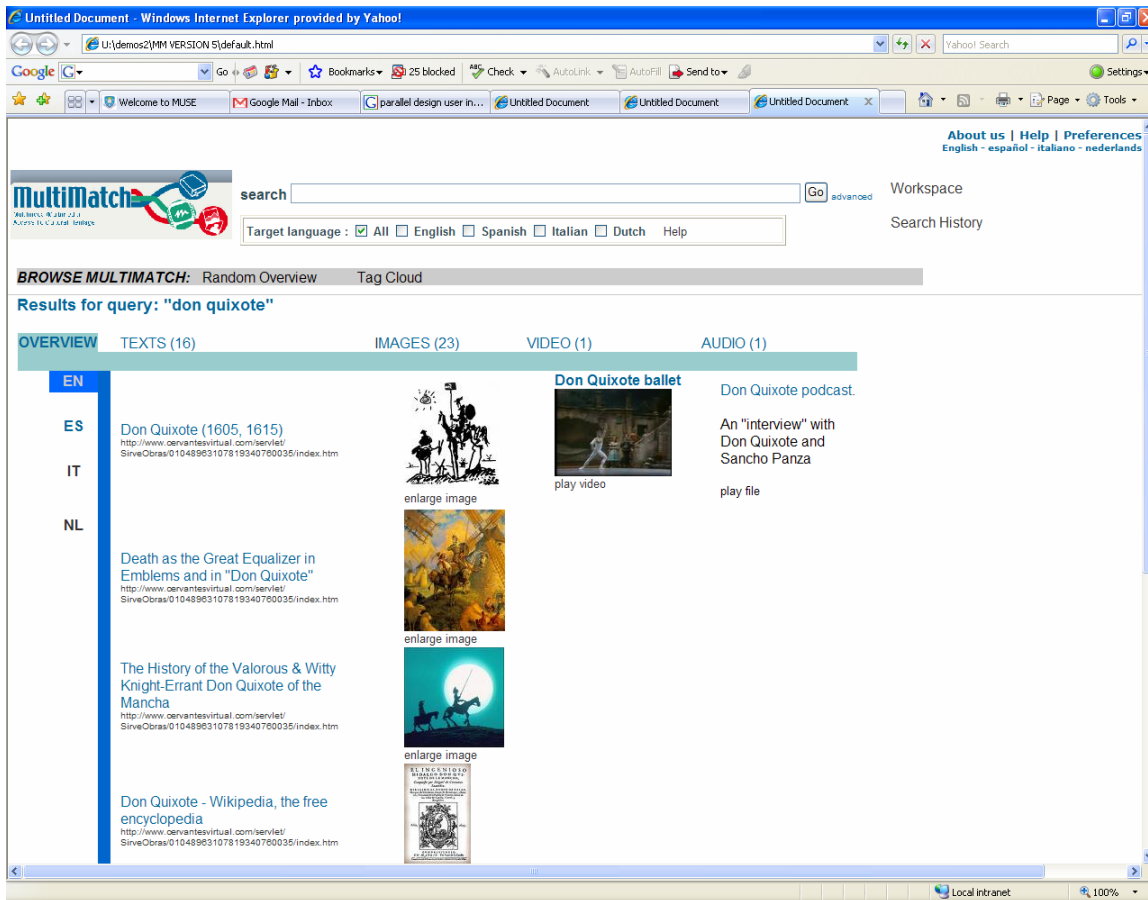 Untitled Document - Windows Internet Explorer provided by Yahoo!
U:\demos2\MM VERSION 5\default.html
Yahoo! Search
Google
G
Go
Bookmarks
25 blocked
ABC
Check
AutoLink
AutoFill
Send to
Settings
Welcome to MUSE
Google Mail - Inbox
parallel design user in...
Untitled Document
Untitled Document
Untitled Document
Page
Tools
About us | Help | Preferences
English - español - italiano - nederlands
MultiMatch
search
Go
advanced
Workspace
Target language : All English Spanish Italian Dutch Help
Search History
BROWSE MULTIMATCH: Random Overview Tag Cloud
Results for query: "don quixote"
OVERVIEW TEXTS (16) IMAGES (23) VIDEO (1) AUDIO (1)
EN
ES
IT
NL
Don Quixote (1605, 1615)
http://www.cervantesvirtual.com/servlet/
SirveObras/01048963107819340760035/index.htm
enlarge image
Don Quixote ballet
play video
Don Quixote podcast.
An "interview" with
Don Quixote and
Sancho Panza
play file
Death as the Great Equalizer in
Emblems and in "Don Quixote"
http://www.cervantesvirtual.com/servlet/
SirveObras/01048963107819340760035/index.htm
enlarge image
The History of the Valorous & Witty
Knight-Errant Don Quixote of the
Mancha
http://www.cervantesvirtual.com/servlet/
SirveObras/01048963107819340760035/index.htm
enlarge image
Don Quixote - Wikipedia, the free
encyclopedia
http://www.cervantesvirtual.com/servlet/
SirveObras/01048963107819340760035/index.htm
EL INGENIOSO
Local intranet
100%